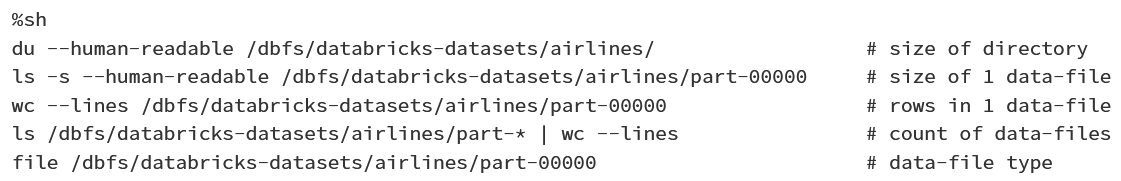 %sh
du --human-readable /dbfs/databricks-datasets/airlines/ # size of directory
ls -s --human-readable /dbfs/databricks-datasets/airlines/part-00000 # size of 1 data-file
wc --lines /dbfs/databricks-datasets/airlines/part-00000 # rows in 1 data-file
ls /dbfs/databricks-datasets/airlines/part-* | wc --lines # count of data-files
file /dbfs/databricks-datasets/airlines/part-00000 # data-file type